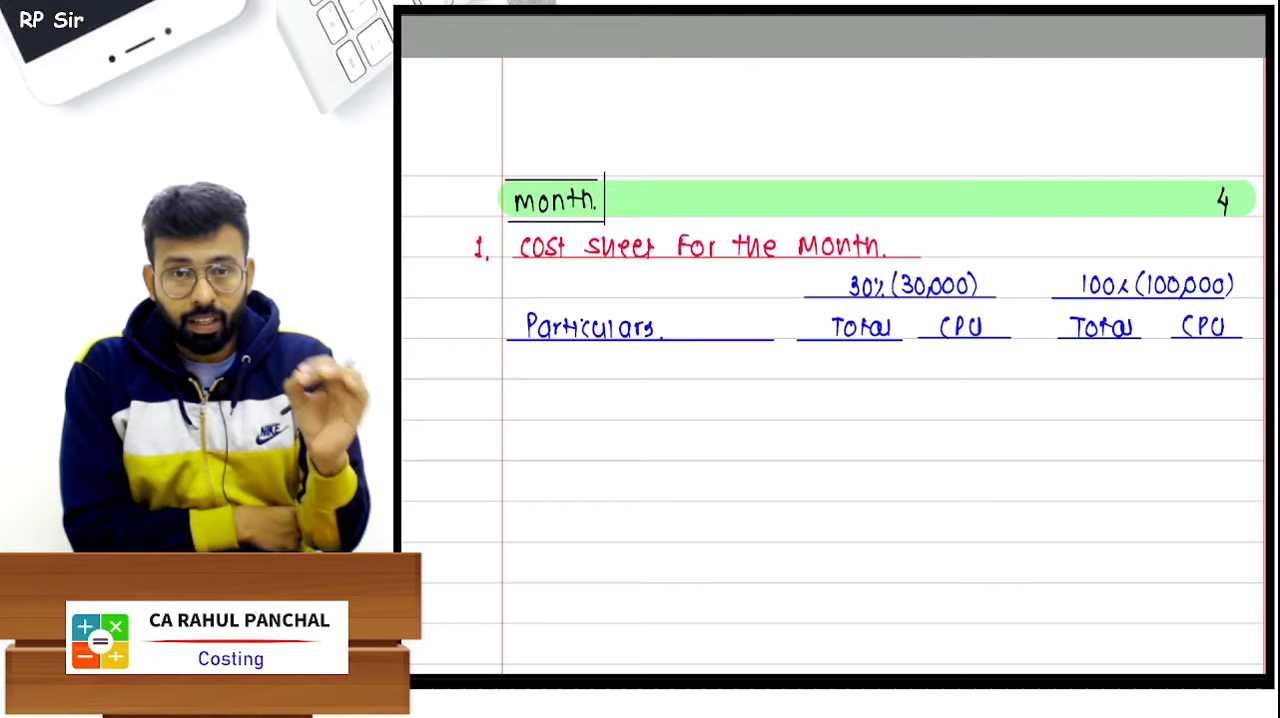 RP Sir
month. 4
1. Cost sheet for the Month.
30% (30,000) 100% (100,000)
Particulars. Total CPU Total CPU
NIKE
CA RAHUL PANCHAL
Costing